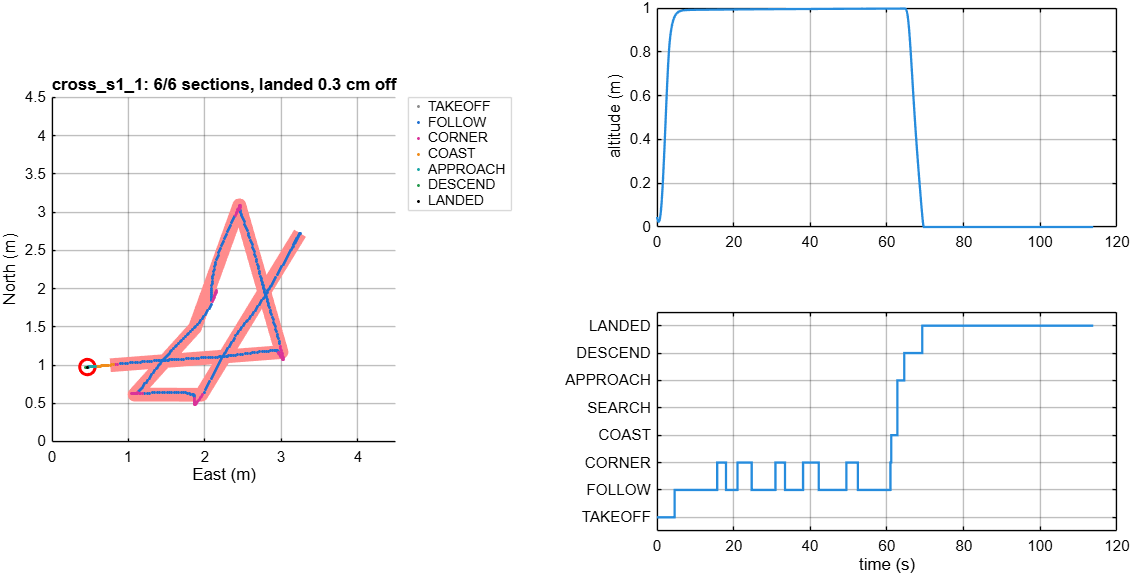 cross_s1_1: 6/6 sections, landed 0.3 cm off
4.5
4
3.5
3
2.5
2
1.5
1
0.5
0
North (m)
0 1 2 3 4
East (m)
TAKEOFF
FOLLOW
CORNER
COAST
APPROACH
DESCEND
LANDED
1
0.8
0.6
0.4
0.2
0
altitude (m)
0 20 40 60 80 100 120
LANDED
DESCEND
APPROACH
SEARCH
COAST
CORNER
FOLLOW
TAKEOFF
0 20 40 60 80 100 120
time (s)